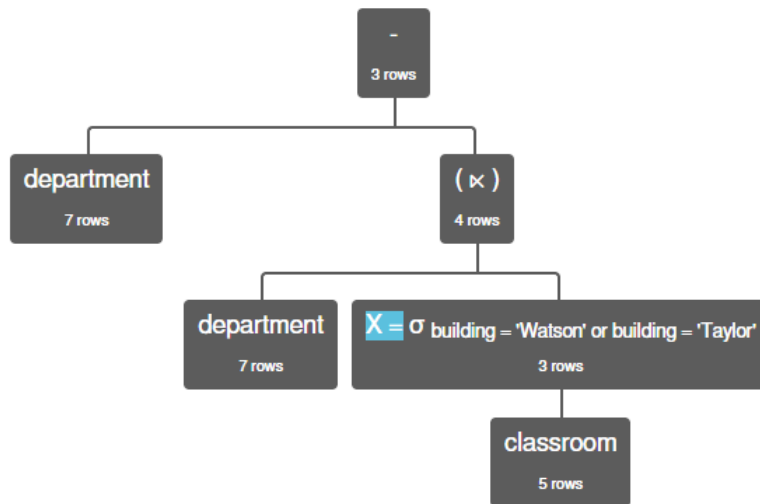 -
3 rows
department
7 rows
( ⋉ )
4 rows
department
7 rows
X = σ building = 'Watson' or building = 'Taylor'
3 rows
classroom
5 rows